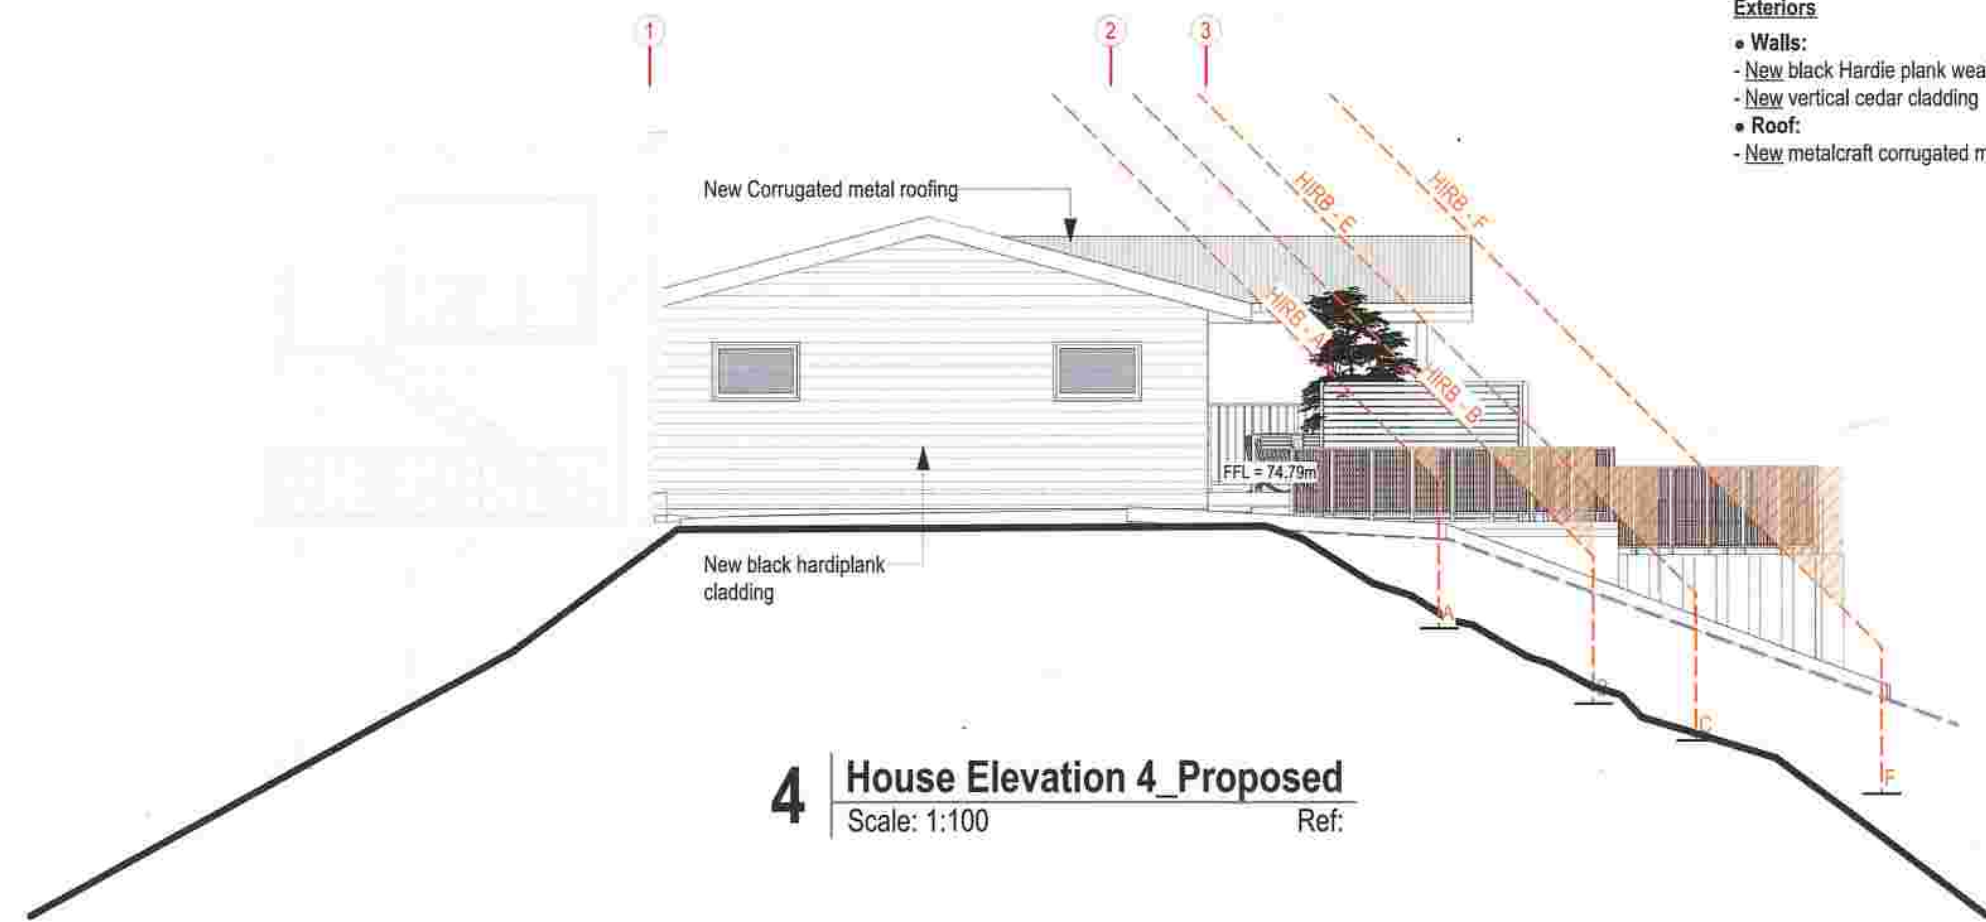 1
2
3
Exteriors
• Walls:
- New black Hardie plank
- New vertical cedar cladding
• Roof:
- New metalcraft corrugated
New Corrugated metal roofing
HIRB - E
HIRB - F
HIRB - A
HIRB - B
FFL = 74.79m
New black hardiplank
cladding
A
C
F
4
House Elevation 4_Proposed
Scale: 1:100 Ref: